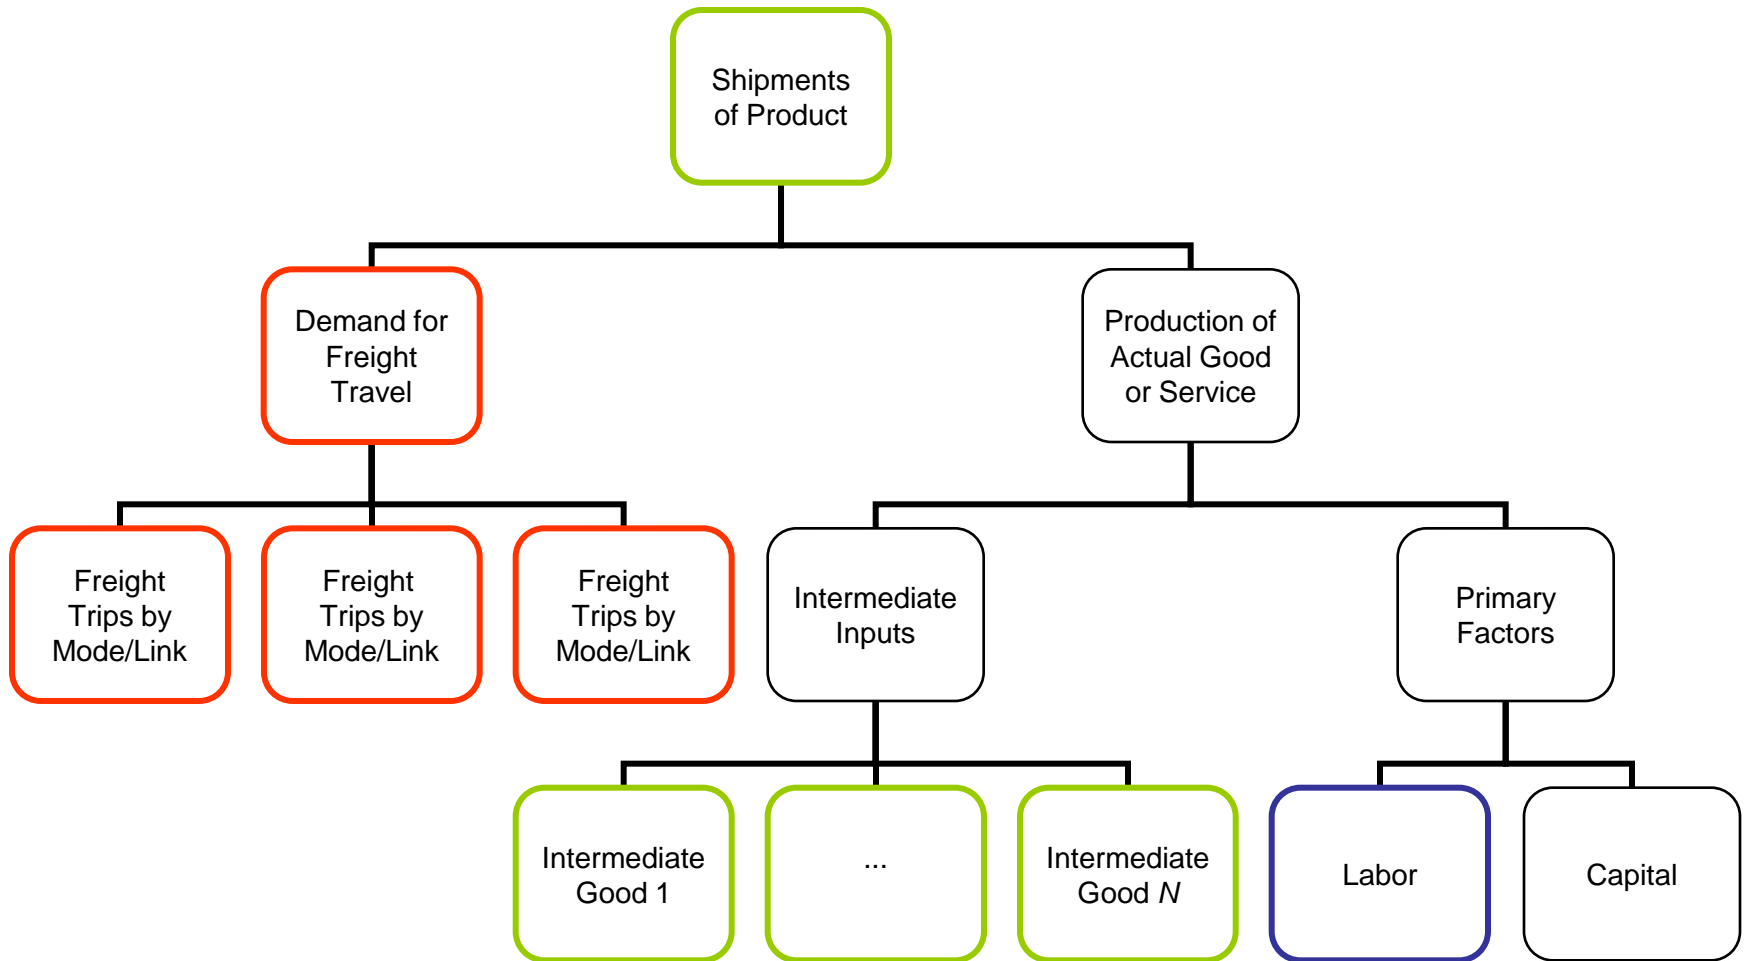 Shipments
of Product
Demand for
Freight
Travel
Production of
Actual Good
or Service
Freight
Trips by
Mode/Link
Freight
Trips by
Mode/Link
Freight
Trips by
Mode/Link
Intermediate
Inputs
Primary
Factors
Intermediate
Good 1
...
Intermediate
Good N
Labor
Capital